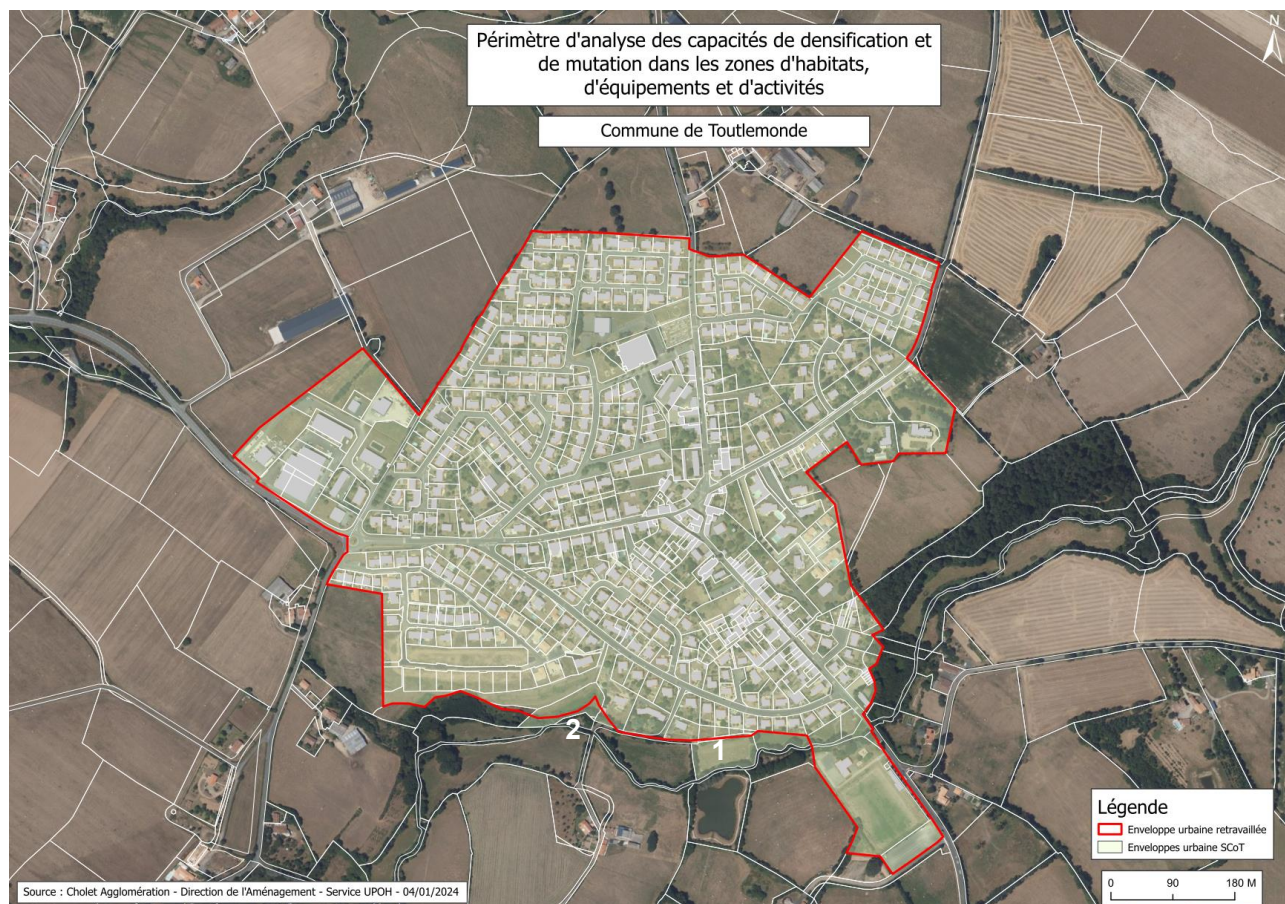 Périmètre d'analyse des capacités de densification et
de mutation dans les zones d'habitats,
d'équipements et d'activités
Commune de Toutlemonde
N
2
1
Légende
Enveloppe urbaine retravaillée
Enveloppes urbaine SCoT
0 90 180 M
Source : Cholet Agglomération - Direction de l'Aménagement - Service UPOH - 04/01/2024